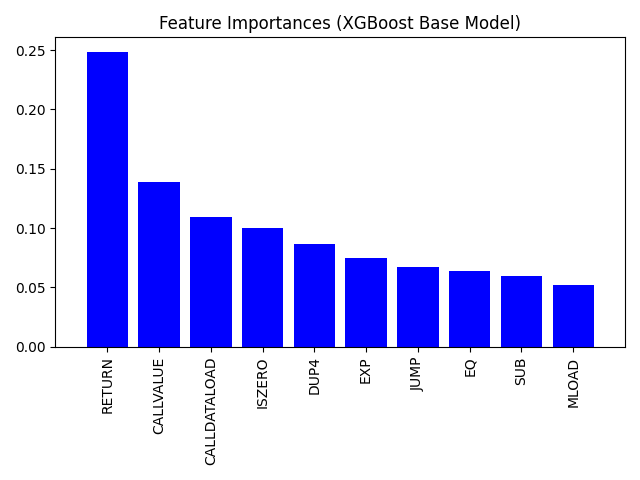 Feature Importances (XGBoost Base Model)
0.25
0.20
0.15
0.10
0.05
0.00
RETURN
CALLVALUE
CALLDATALOAD
ISZERO
DUP4
EXP
JUMP
EQ
SUB
MLOAD